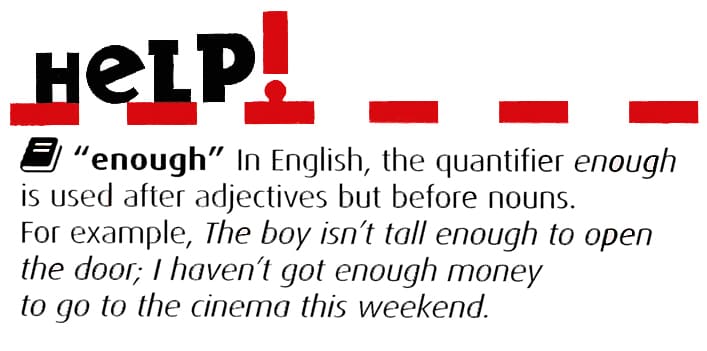 HeLP!
"enough" In English, the quantifier enough
is used after adjectives but before nouns.
For example, The boy isn't tall enough to open
the door; I haven't got enough money
to go to the cinema this weekend.